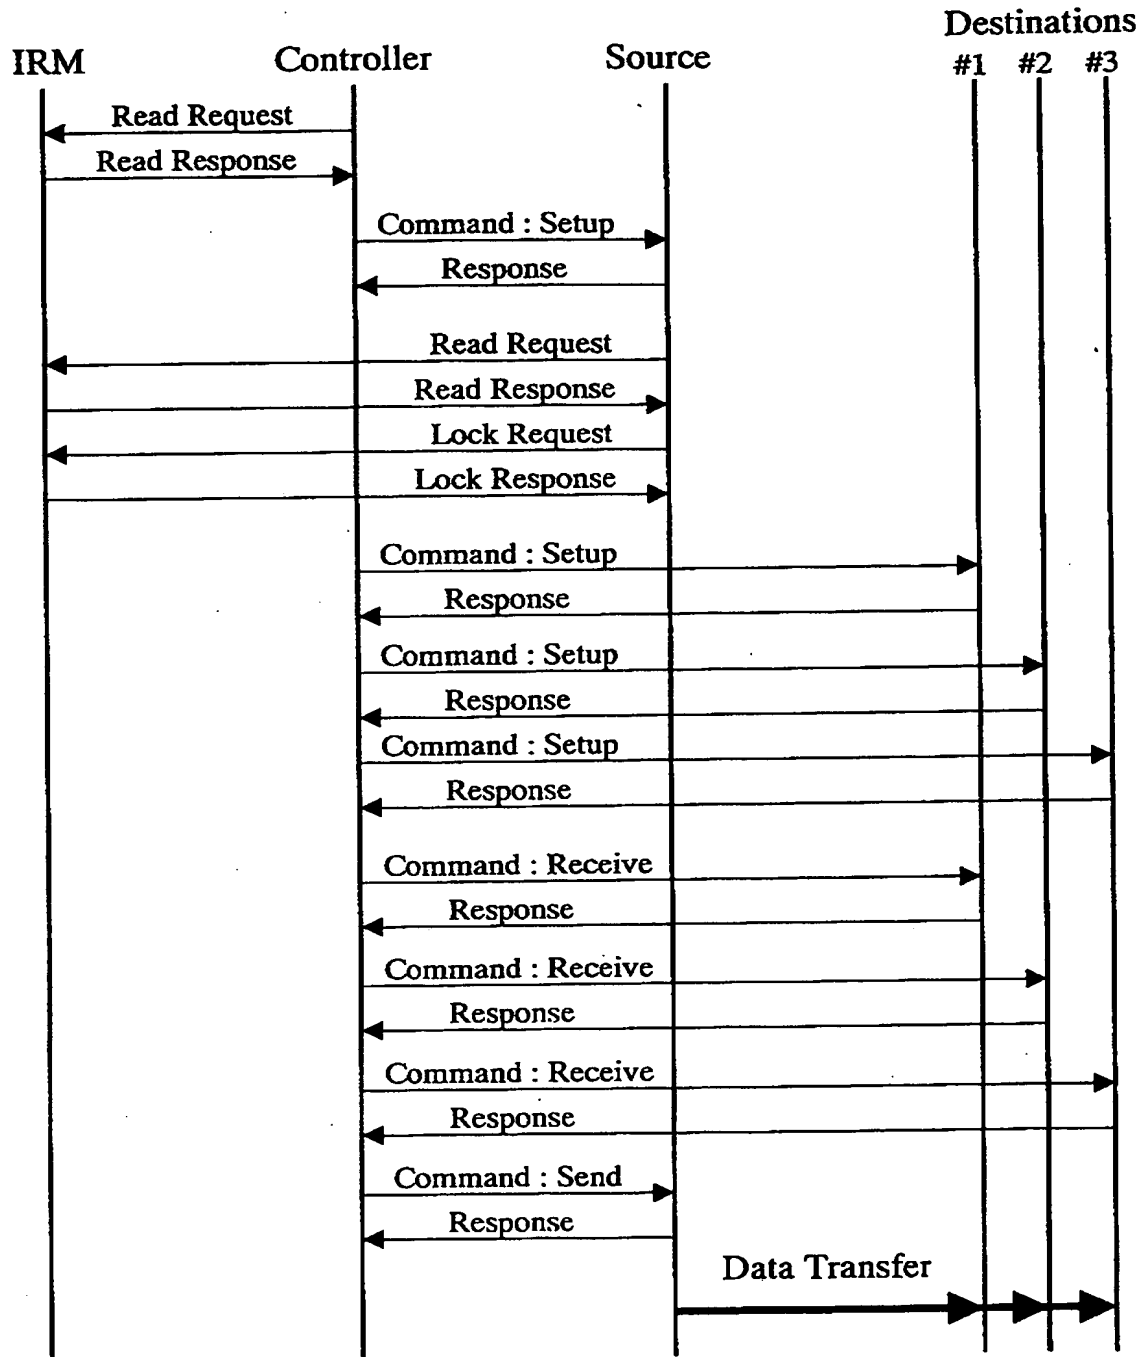 Destinations
IRM Controller Source #1 #2 #3
Read Request
Read Response
Command : Setup
Response
Read Request
Read Response
Lock Request
Lock Response
Command : Setup
Response
Command : Setup
Response
Command : Setup
Response
Command : Receive
Response
Command : Receive
Response
Command : Receive
Response
Command : Send
Response
Data Transfer